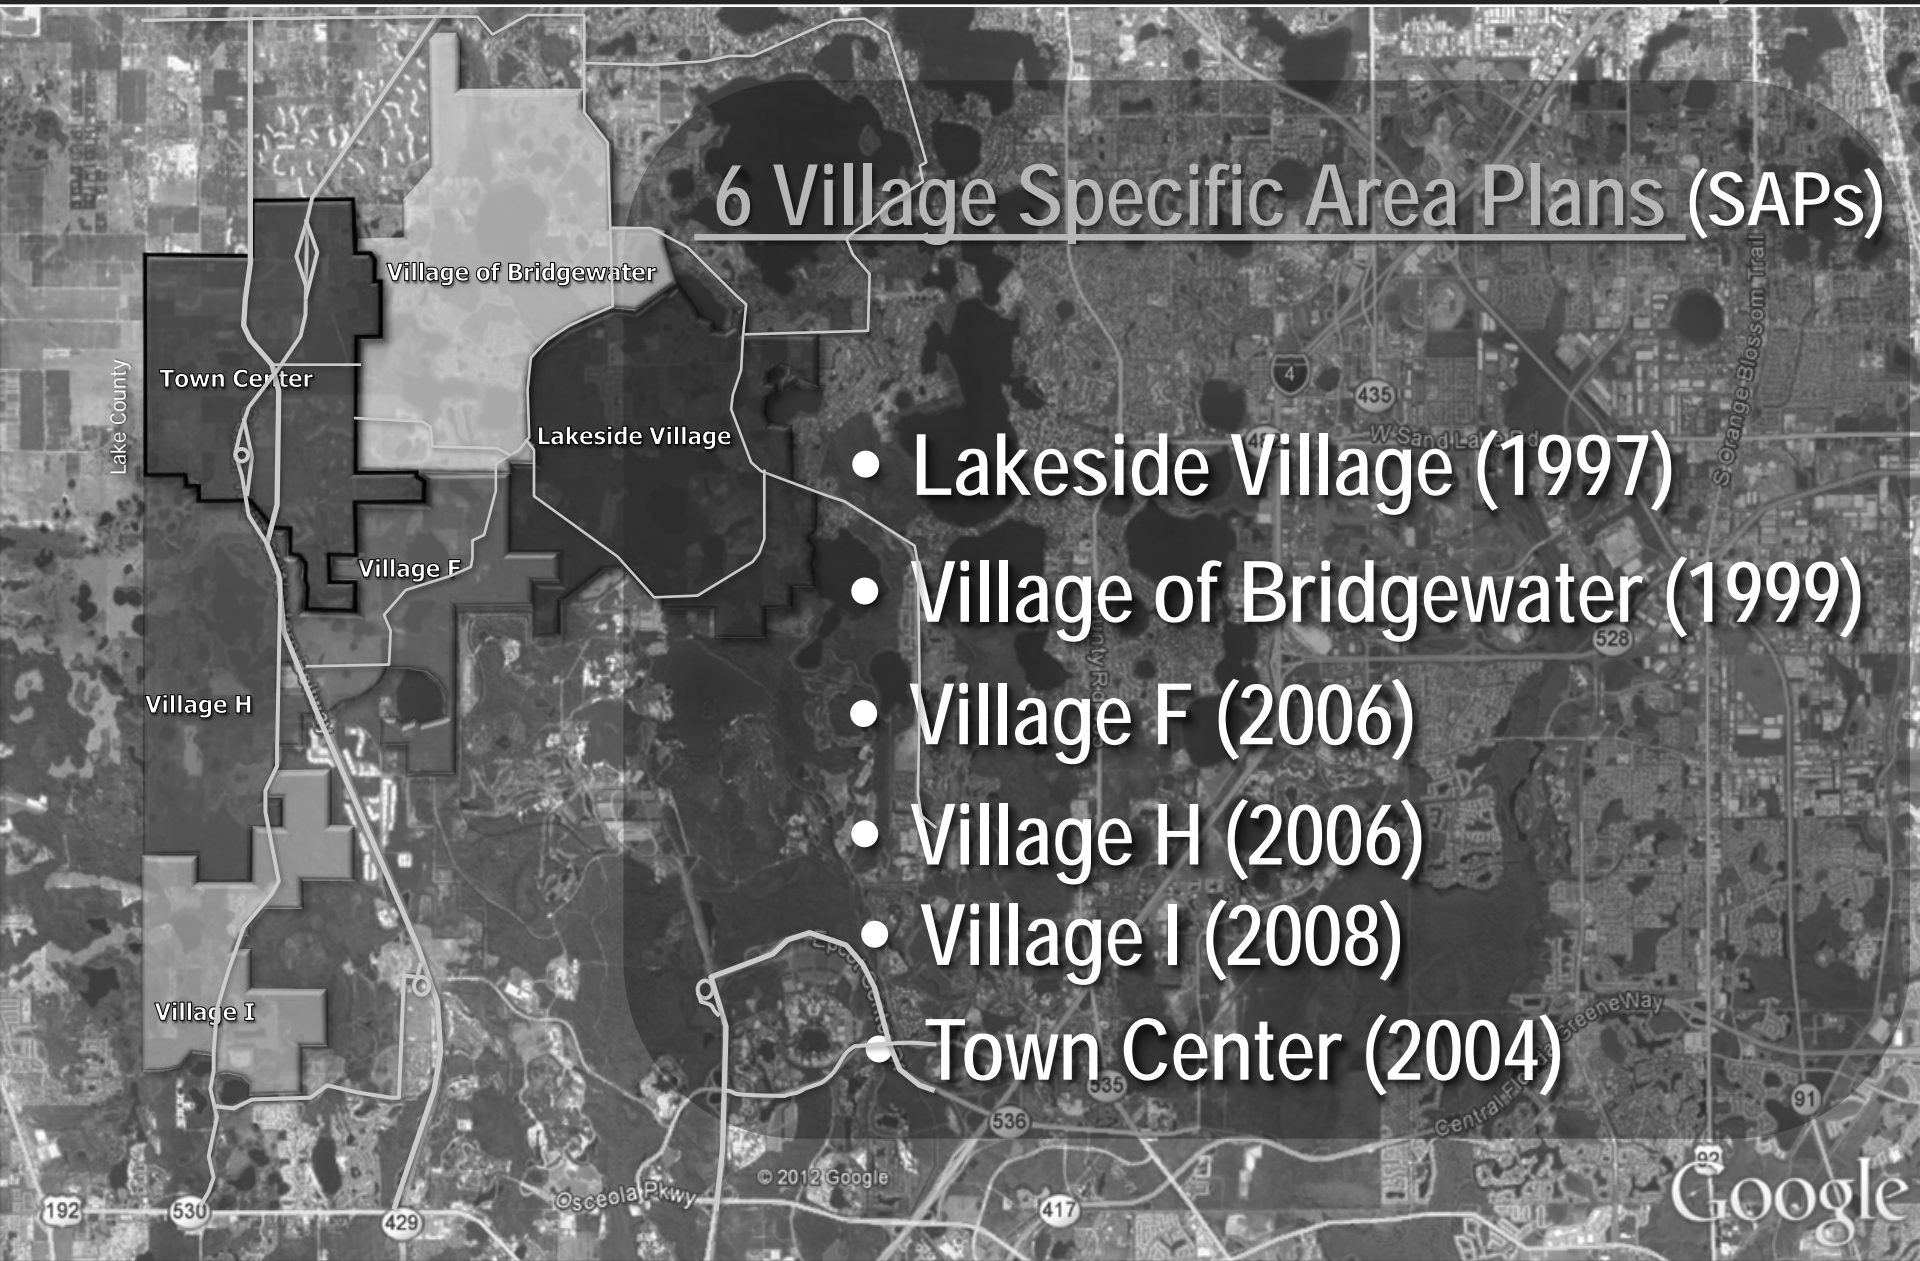 6 Village Specific Area Plans (SAPs)
Village of Bridgewater
Town Center
Lake County
Lakeside Village
Village F
Village H
Village I
• Lakeside Village (1997)
• Village of Bridgewater (1999)
• Village F (2006)
• Village H (2006)
• Village I (2008)
• Town Center (2004)
4
435
W Sand Lake Rd
S Orange Blossom Trail
528
535
536
GreeneWay
Central
91
© 2012 Google
Osceola Pkwy
192
530
429
417
Google